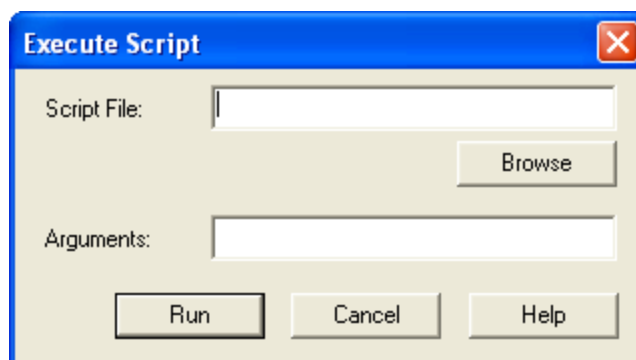 Execute Script
Script File:
Browse
Arguments:
Run Cancel Help